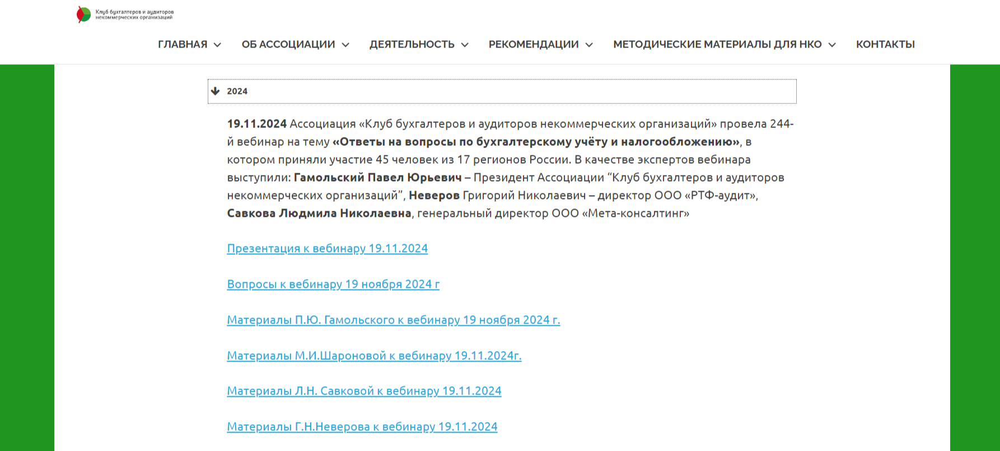 Клуб бухгалтеров и аудиторов
некоммерческих организаций
ГЛАВНАЯ ОБ АССОЦИАЦИИ ДЕЯТЕЛЬНОСТЬ РЕКОМЕНДАЦИИ МЕТОДИЧЕСКИЕ МАТЕРИАЛЫ ДЛЯ НКО КОНТАКТЫ
2024
19.11.2024 Ассоциация «Клуб бухгалтеров и аудиторов некоммерческих организаций» провела 244-
й вебинар на тему «Ответы на вопросы по бухгалтерскому учёту и налогообложению», в
котором приняли участие 45 человек из 17 регионов России. В качестве экспертов вебинара
выступили: Гамольский Павел Юрьевич – Президент Ассоциации “Клуб бухгалтеров и аудиторов
некоммерческих организаций”, Неверов Григорий Николаевич – директор ООО «РТФ-аудит»,
Савкова Людмила Николаевна, генеральный директор ООО «Мета-консалтинг»
Презентация к вебинару 19.11.2024
Вопросы к вебинару 19 ноября 2024 г
Материалы П.Ю. Гамольского к вебинару 19 ноября 2024 г.
Материалы М.И.Шароновой к вебинару 19.11.2024г.
Материалы Л.Н. Савковой к вебинару 19.11.2024
Материалы Г.Н.Неверова к вебинару 19.11.2024